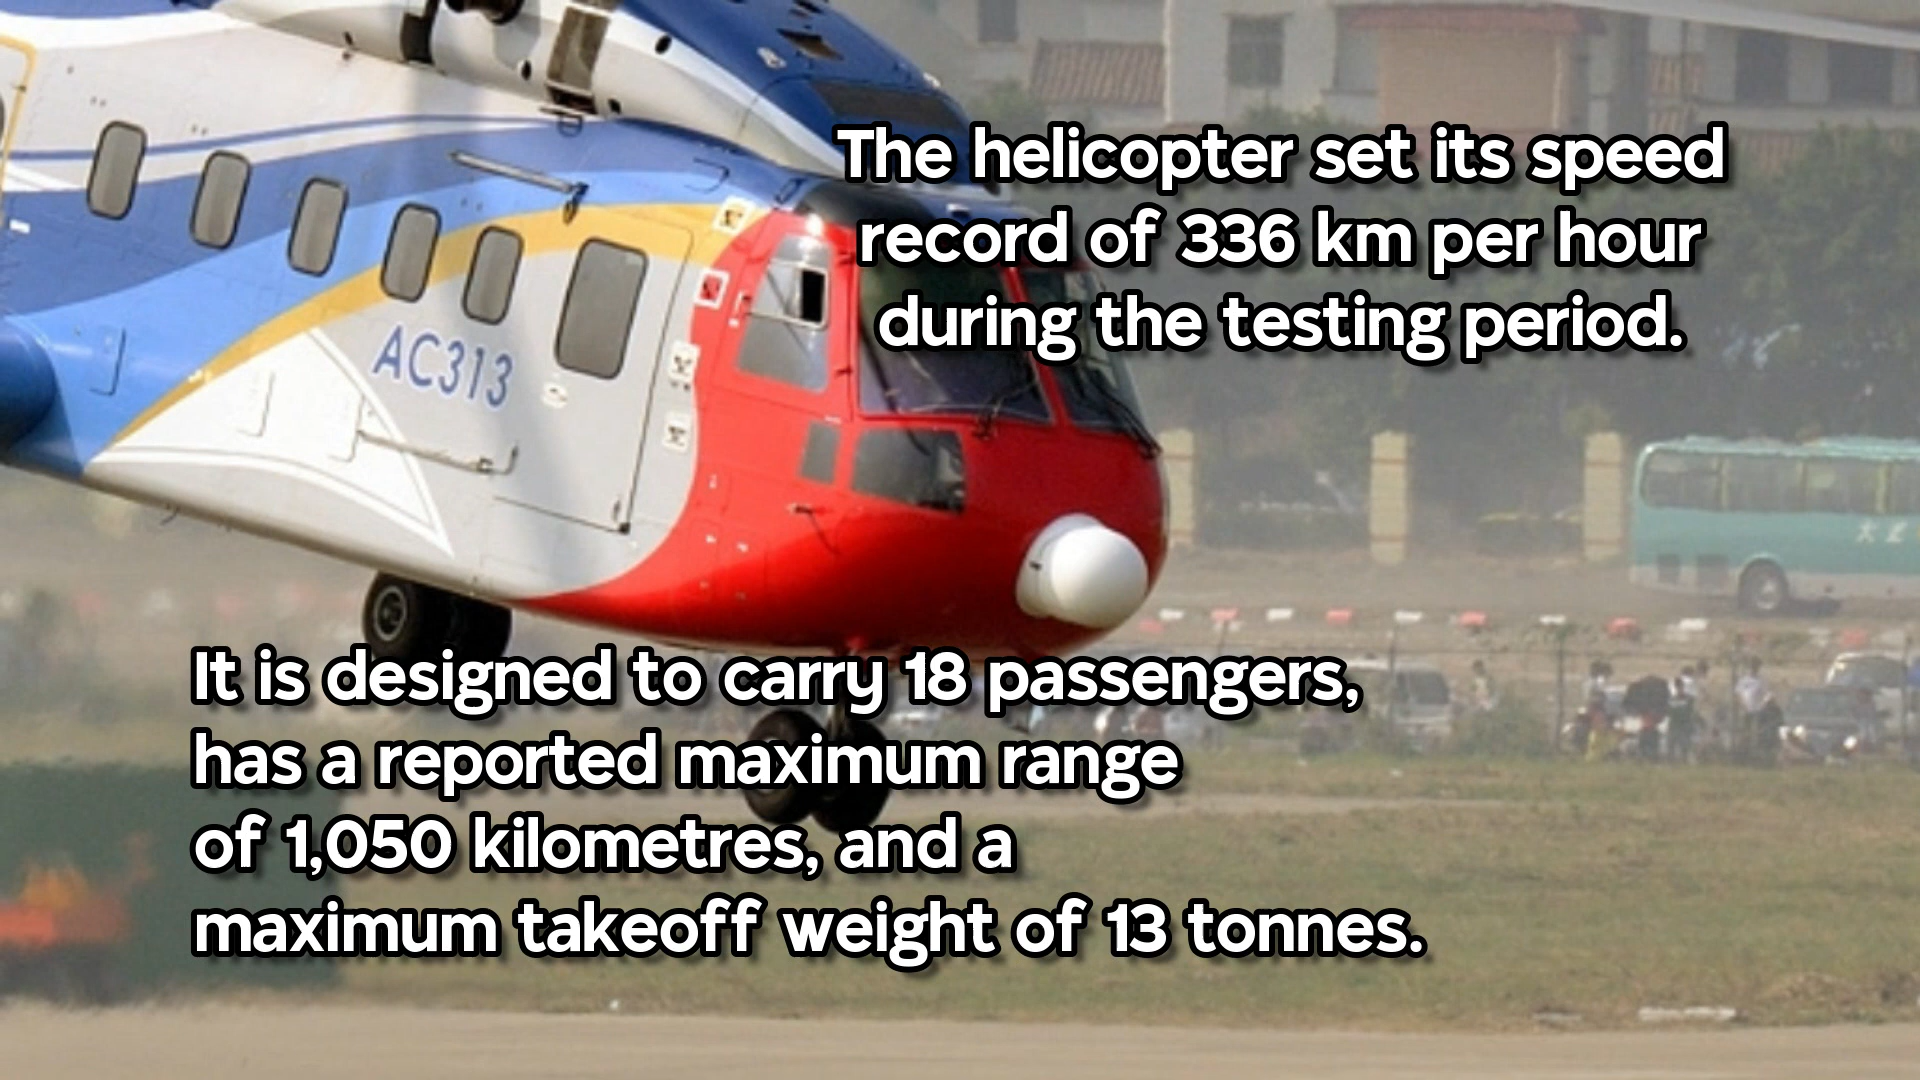 The helicopter set its speed
record of 336 km per hour
during the testing period.
AC313
It is designed to carry 18 passengers,
has a reported maximum range
of 1,050 kilometres, and a
maximum takeoff weight of 13 tonnes.